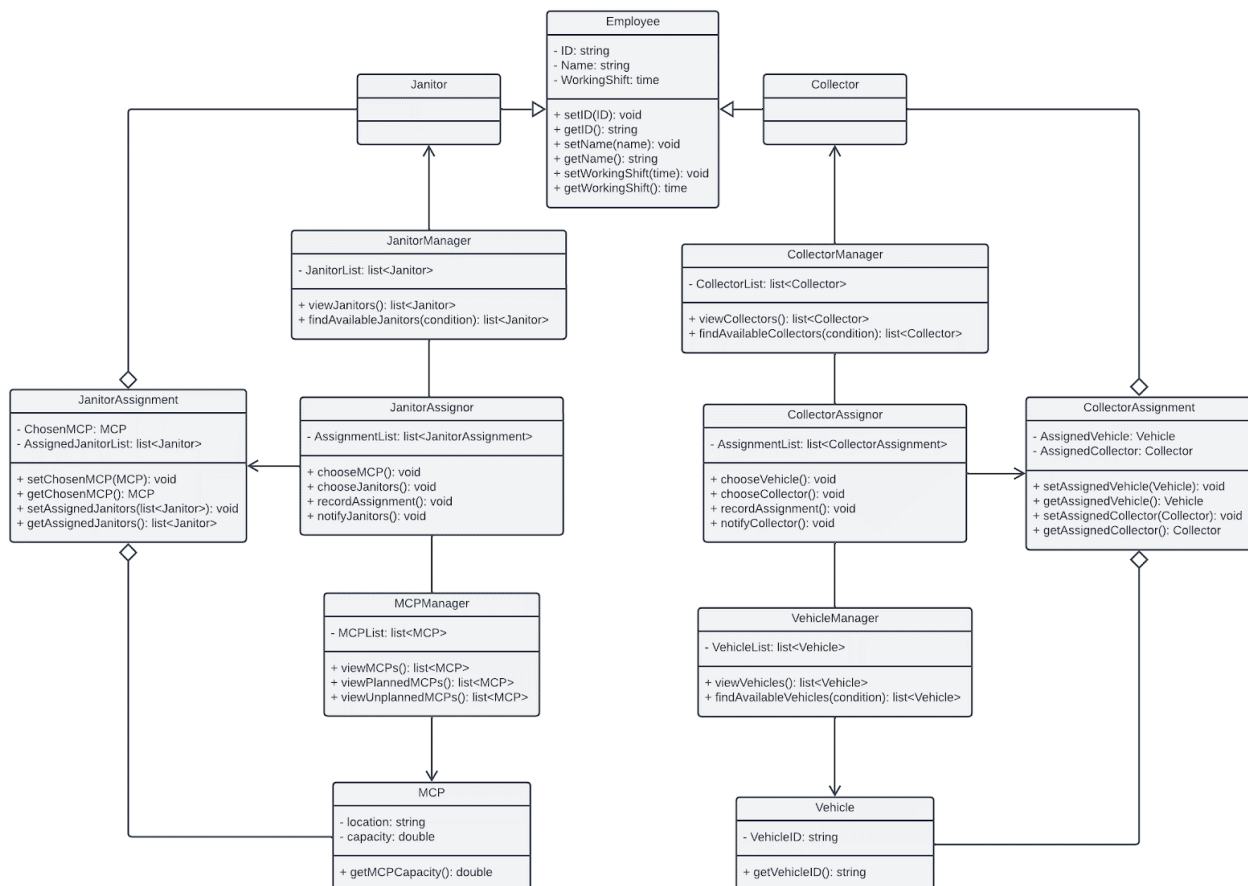 Employee
- ID: string
- Name: string
- WorkingShift: time
+ setID(ID): void
+ getID(): string
+ setName(name): void
+ getName(): string
+ setWorkingShift(time): void
+ getWorkingShift(): time
Janitor
Collector
JanitorManager
- JanitorList: list<Janitor>
+ viewJanitors(): list<Janitor>
+ findAvailableJanitors(condition): list<Janitor>
CollectorManager
- CollectorList: list<Collector>
+ viewCollectors(): list<Collector>
+ findAvailableCollectors(condition): list<Collector>
JanitorAssignment
- ChosenMCP: MCP
- AssignedJanitorList: list<Janitor>
+ setChosenMCP(MCP): void
+ getChosenMCP(): MCP
+ setAssignedJanitors(list<Janitor>): void
+ getAssignedJanitors(): list<Janitor>
JanitorAssignor
- AssignmentList: list<JanitorAssignment>
+ chooseMCP(): void
+ chooseJanitors(): void
+ recordAssignment(): void
+ notifyJanitors(): void
CollectorAssignor
- AssignmentList: list<CollectorAssignment>
+ chooseVehicle(): void
+ chooseCollector(): void
+ recordAssignment(): void
+ notifyCollector(): void
CollectorAssignment
- AssignedVehicle: Vehicle
- AssignedCollector: Collector
+ setAssignedVehicle(Vehicle): void
+ getAssignedVehicle(): Vehicle
+ setAssignedCollector(Collector): void
+ getAssignedCollector(): Collector
MCPManager
- MCPList: list<MCP>
+ viewMCPs(): list<MCP>
+ viewPlannedMCPs(): list<MCP>
+ viewUnplannedMCPs(): list<MCP>
VehicleManager
- VehicleList: list<Vehicle>
+ viewVehicles(): list<Vehicle>
+ findAvailableVehicles(condition): list<Vehicle>
MCP
- location: string
- capacity: double
+ getMCPCapacity(): double
Vehicle
- VehicleID: string
+ getVehicleID(): string